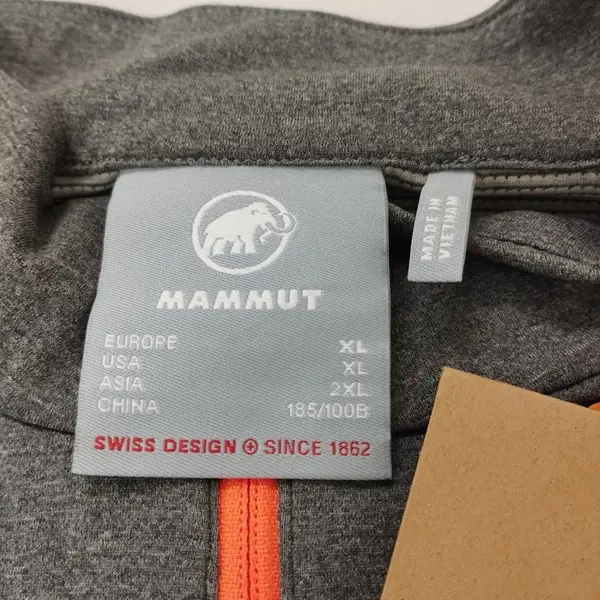 MAMMUT
EUROPE XL
USA XL
ASIA 2XL
CHINA 185/100B
SWISS DESIGN SINCE 1862
MADE IN
VIETNAM